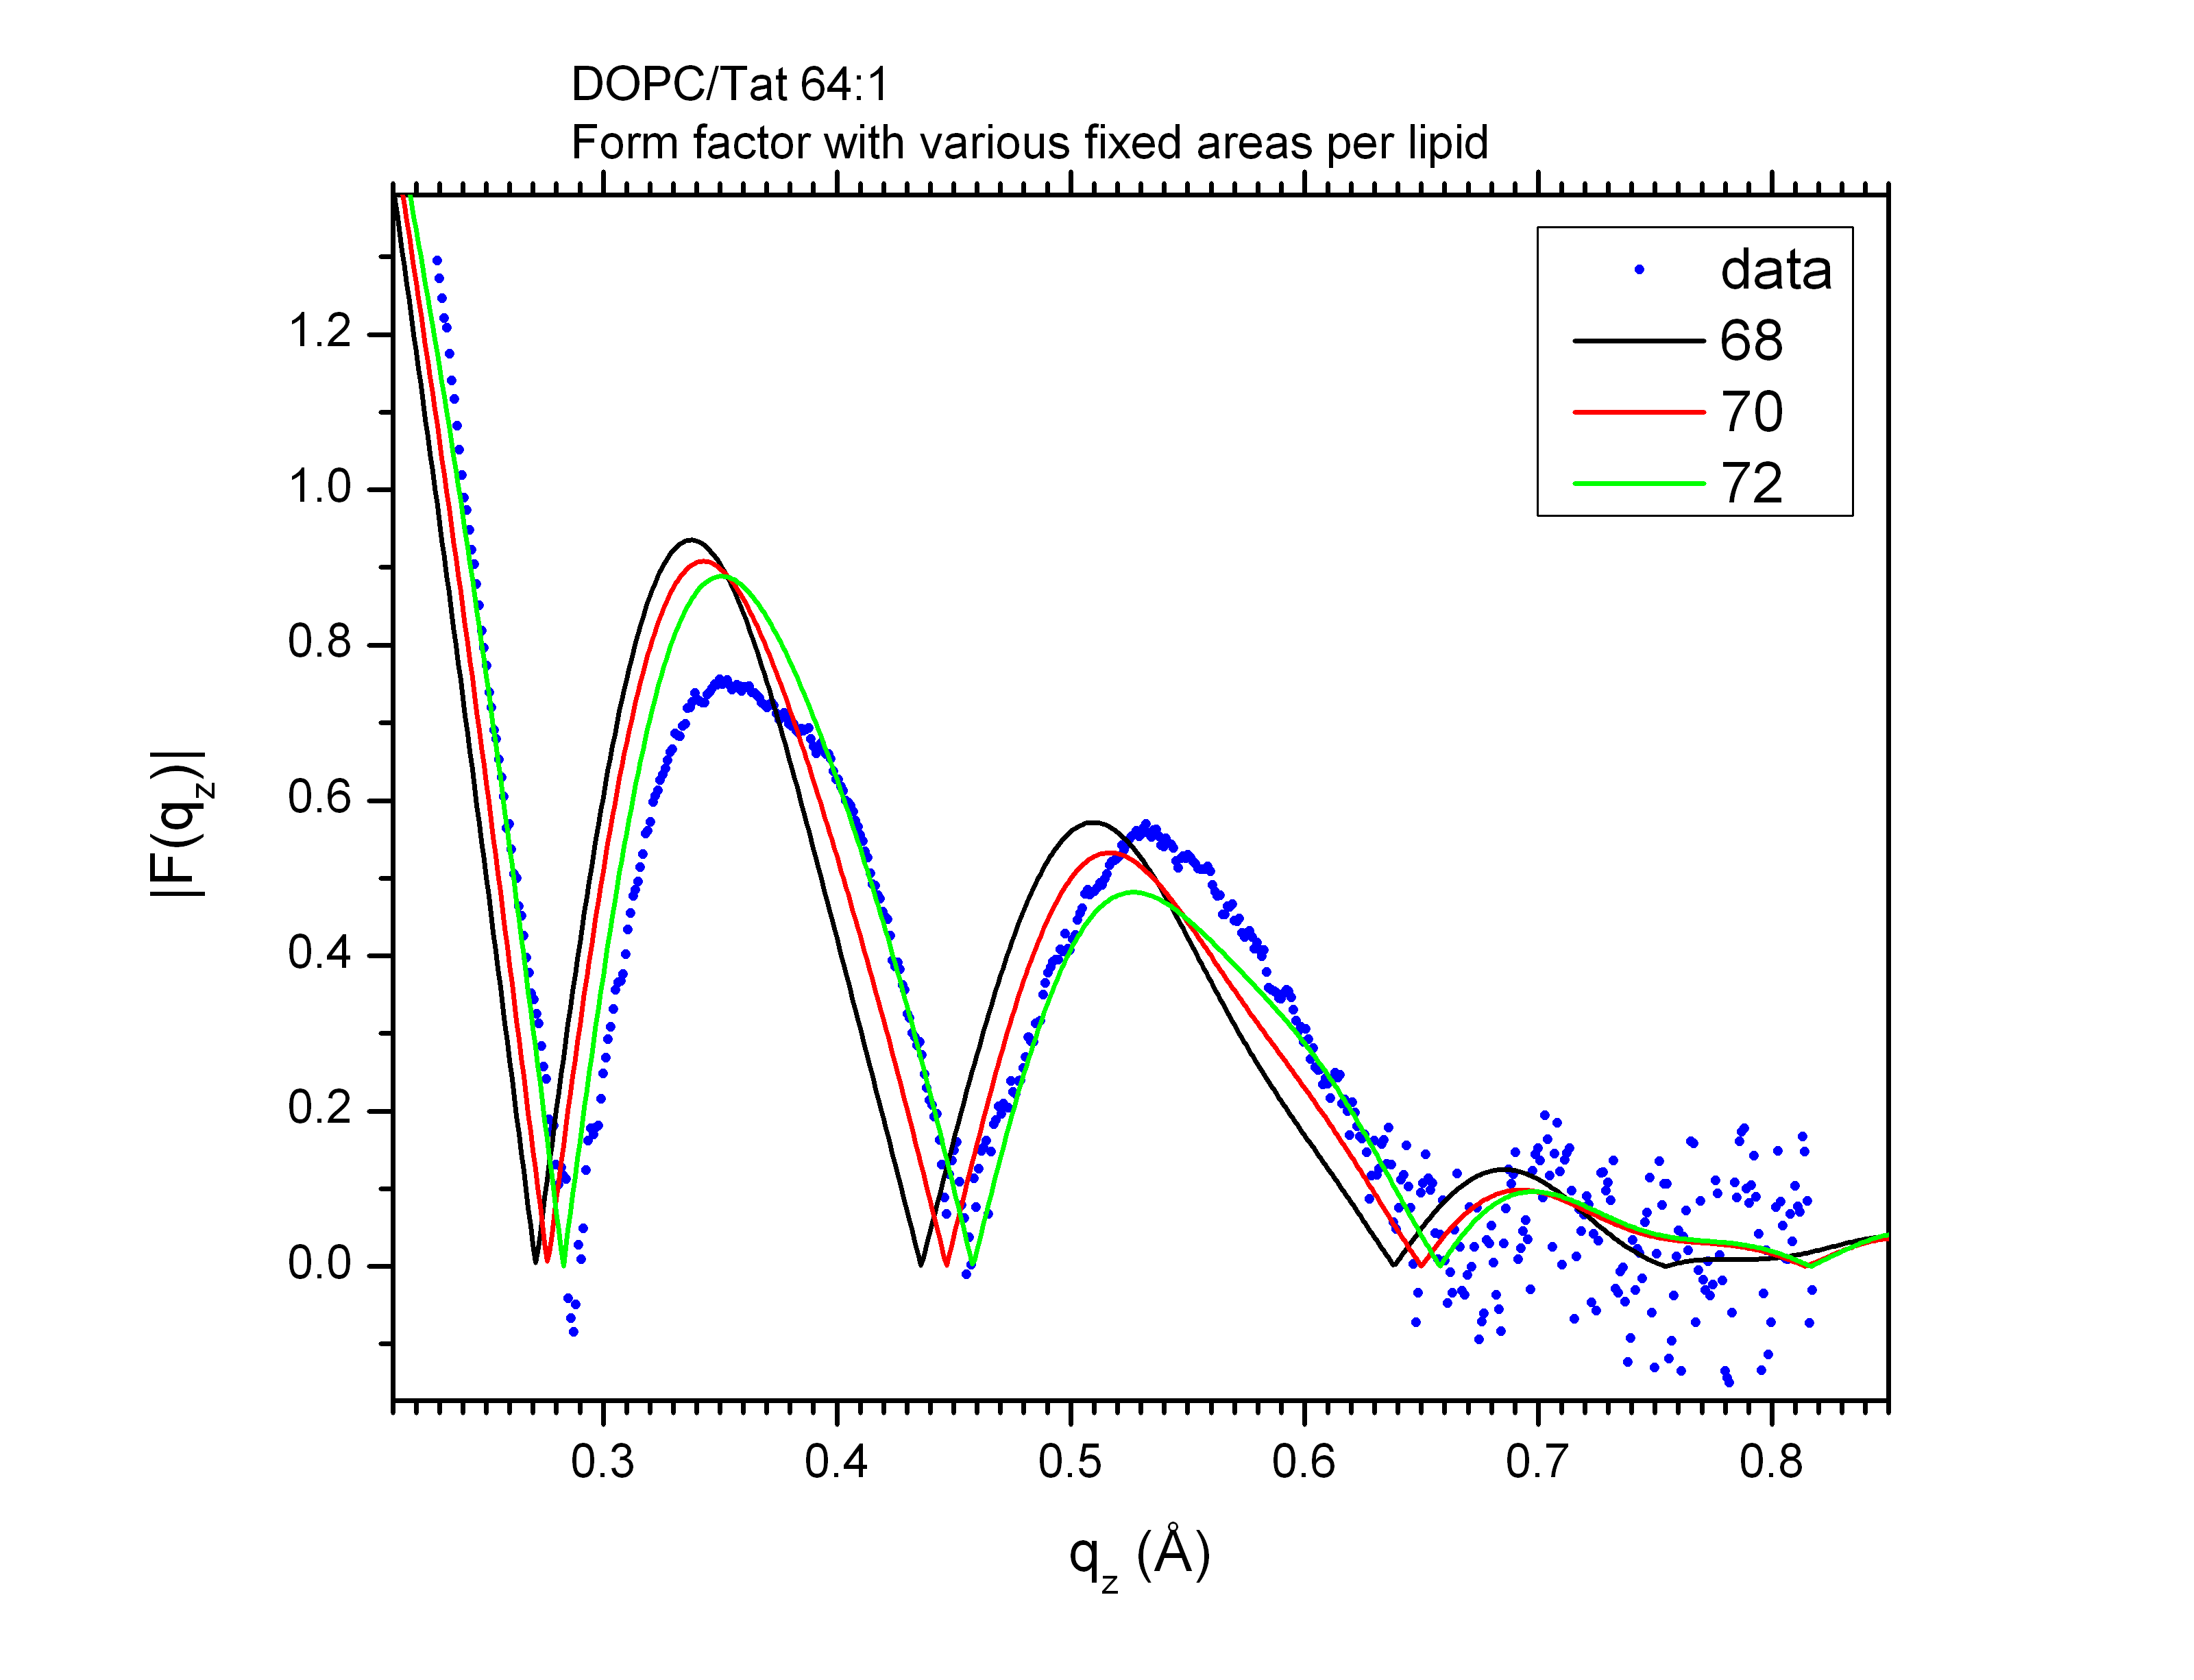 DOPC/Tat 64:1
Form factor with various fixed areas per lipid
data
68
70
72
1.2
1.0
0.8
0.6
0.4
0.2
0.0
|F(qz)|
0.3 0.4 0.5 0.6 0.7 0.8
qz (Å)